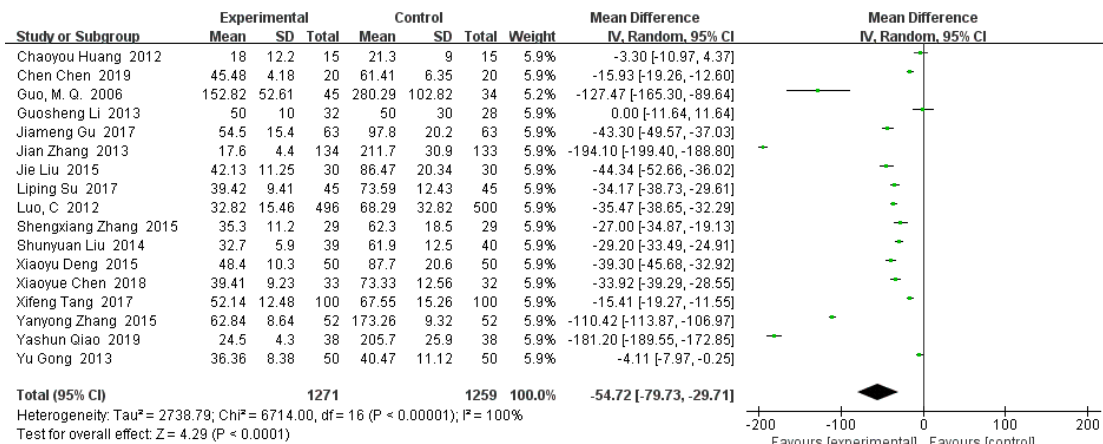 Experimental Control Mean Difference Mean Difference
Study or Subgroup Mean SD Total Mean SD Total Weight IV, Random, 95% CI IV, Random, 95% CI
Chaoyou Huang 2012 18 12.2 15 21.3 9 15 5.9% -3.30 [-10.97, 4.37]
Chen Chen 2019 45.48 4.18 20 61.41 6.35 20 5.9% -15.93 [-19.26, -12.60]
Guo, M. Q. 2006 152.82 52.61 45 280.29 102.82 34 5.2% -127.47 [-165.30, -89.64]
Guosheng Li 2013 50 10 32 50 30 28 5.9% 0.00 [-11.64, 11.64]
Jiameng Gu 2017 54.5 15.4 63 97.8 20.2 63 5.9% -43.30 [-49.57, -37.03]
Jian Zhang 2013 17.6 4.4 134 211.7 30.9 133 5.9% -194.10 [-199.40, -188.80]
Jie Liu 2015 42.13 11.25 30 86.47 20.34 30 5.9% -44.34 [-52.66, -36.02]
Liping Su 2017 39.42 9.41 45 73.59 12.43 45 5.9% -34.17 [-38.73, -29.61]
Luo, C 2012 32.82 15.46 496 68.29 32.82 500 5.9% -35.47 [-38.65, -32.29]
Shengxiang Zhang 2015 35.3 11.2 29 62.3 18.5 29 5.9% -27.00 [-34.87, -19.13]
Shunyuan Liu 2014 32.7 5.9 39 61.9 12.5 40 5.9% -29.20 [-33.49, -24.91]
Xiaoyu Deng 2015 48.4 10.3 50 87.7 20.6 50 5.9% -39.30 [-45.68, -32.92]
Xiaoyue Chen 2018 39.41 9.23 33 73.33 12.56 32 5.9% -33.92 [-39.29, -28.55]
Xifeng Tang 2017 52.14 12.48 100 67.55 15.26 100 5.9% -15.41 [-19.27, -11.55]
Yanyong Zhang 2015 62.84 8.64 52 173.26 9.32 52 5.9% -110.42 [-113.87, -106.97]
Yashun Qiao 2019 24.5 4.3 38 205.7 25.9 38 5.9% -181.20 [-189.55, -172.85]
Yu Gong 2013 36.36 8.38 50 40.47 11.12 50 5.9% -4.11 [-7.97, -0.25]
Total (95% CI) 1271 1259 100.0% -54.72 [-79.73, -29.71]
Heterogeneity: Tau² = 2738.79; Chi² = 6714.00, df = 16 (P < 0.00001); I² = 100%
Test for overall effect: Z = 4.29 (P < 0.0001)
-200 -100 0 100 200
Favours [experimental] Favours [control]